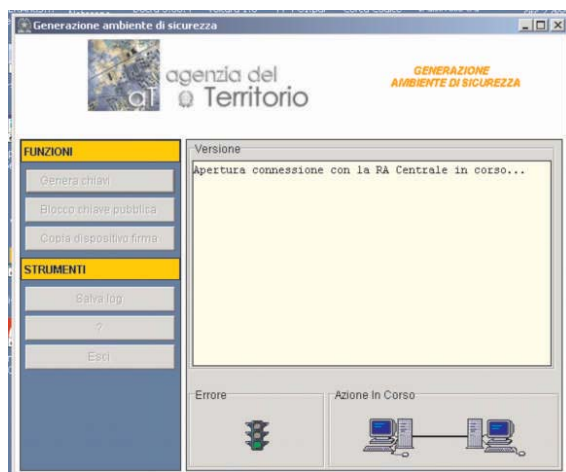 Generazione ambiente di sicurezza
agenzia del
Territorio
aT
GENERAZIONE
AMBIENTE DI SICUREZZA
FUNZIONI
Genera chiavi
Blocco chiave pubblica
Copia dispositivo firma
STRUMENTI
Salva log
?
Esci
Versione
Apertura connessione con la RA Centrale in corso...
Errore
Azione In Corso